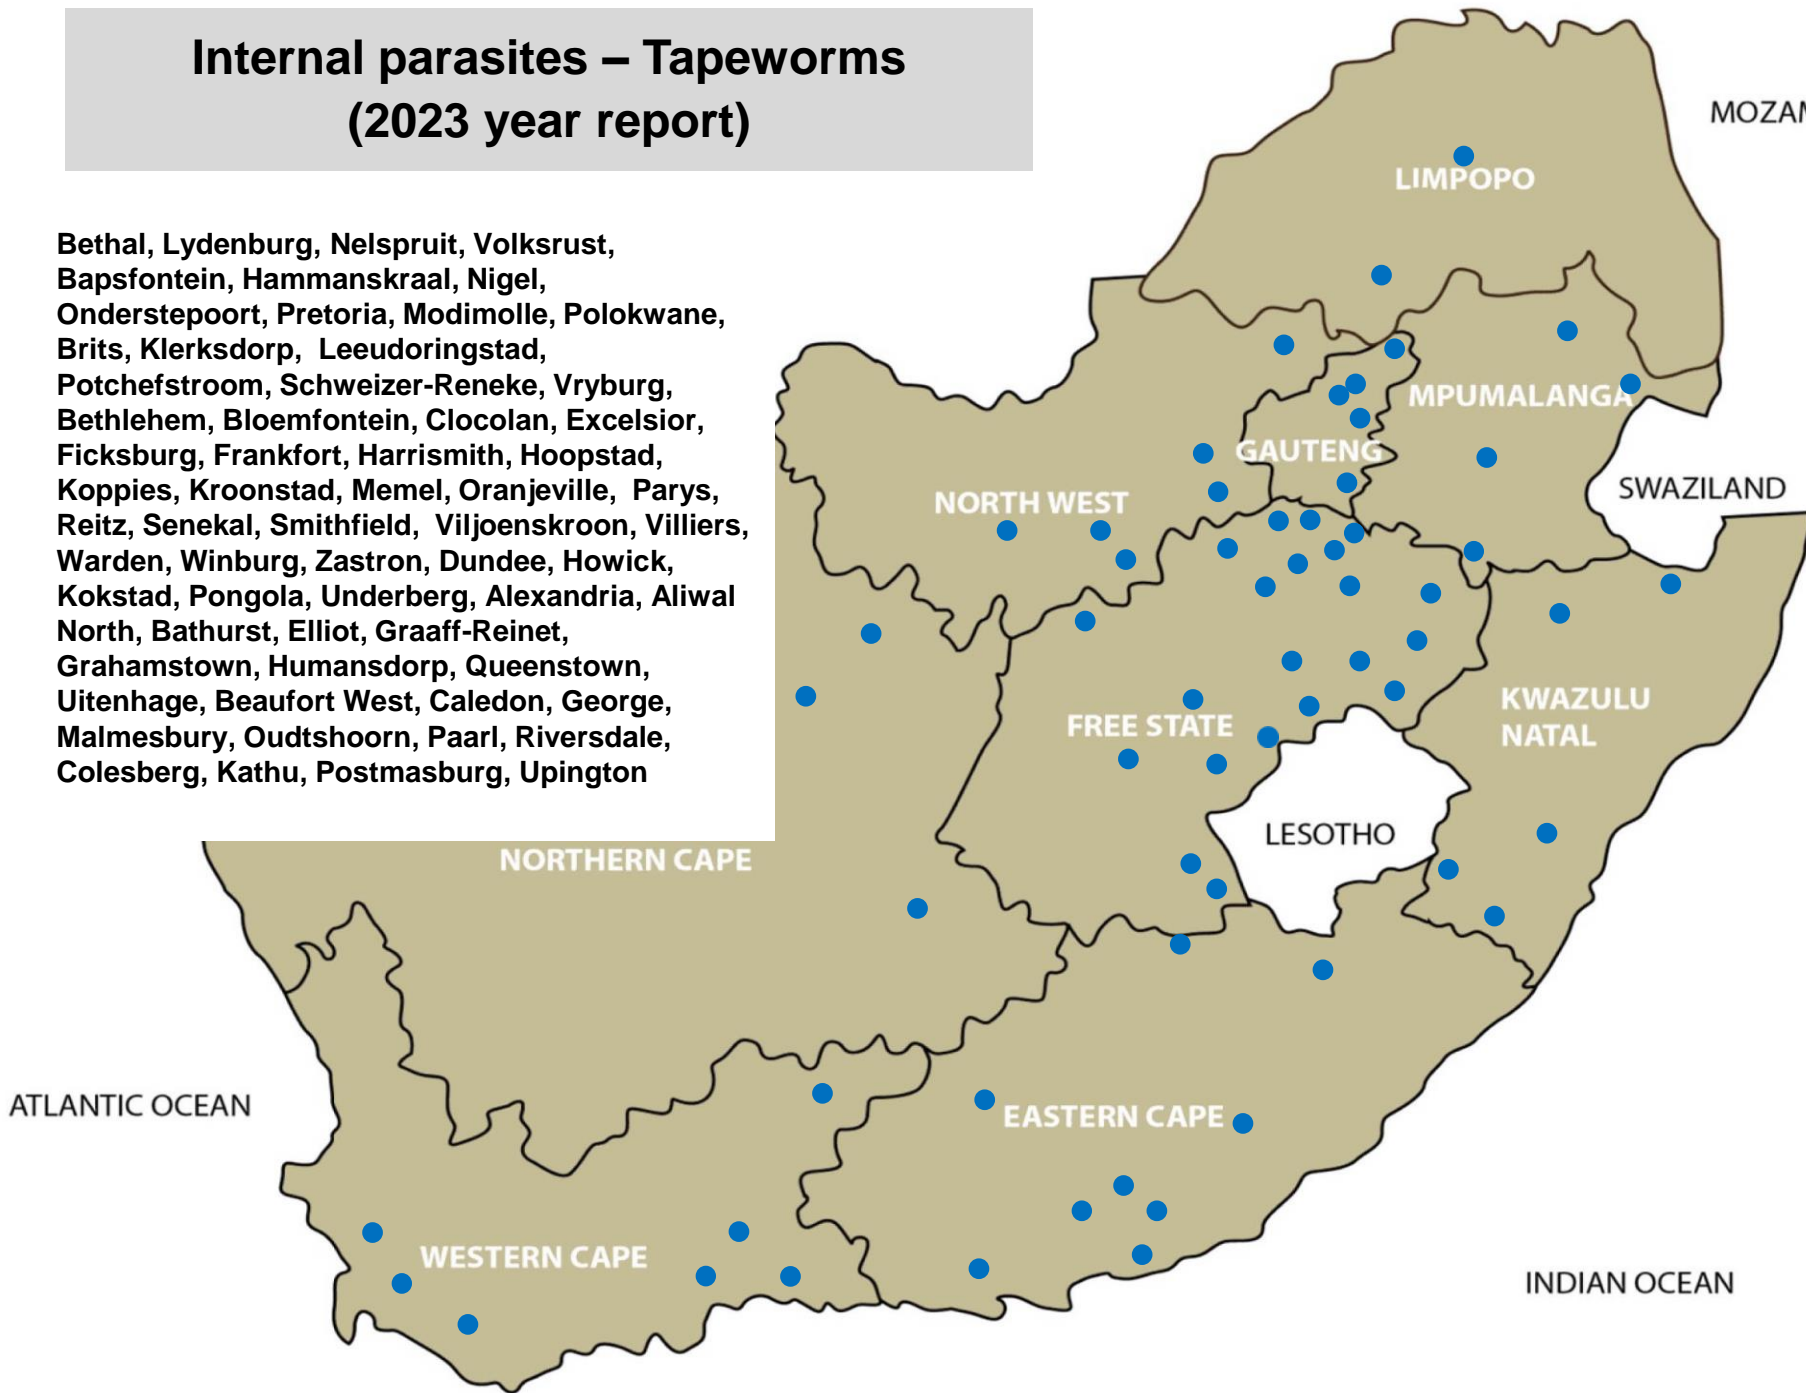 Internal parasites – Tapeworms
(2023 year report)
Bethal, Lydenburg, Nelspruit, Volksrust,
Bapsfontein, Hammanskraal, Nigel,
Onderstepoort, Pretoria, Modimolle, Polokwane,
Brits, Klerksdorp, Leeudoringstad,
Potchefstroom, Schweizer-Reneke, Vryburg,
Bethlehem, Bloemfontein, Clocolan, Excelsior,
Ficksburg, Frankfort, Harrismith, Hoopstad,
Koppies, Kroonstad, Memel, Oranjeville, Parys,
Reitz, Senekal, Smithfield, Viljoenskroon, Villiers,
Warden, Winburg, Zastron, Dundee, Howick,
Kokstad, Pongola, Underberg, Alexandria, Aliwal
North, Bathurst, Elliot, Graaff-Reinet,
Grahamstown, Humansdorp, Queenstown,
Uitenhage, Beaufort West, Caledon, George,
Malmesbury, Oudtshoorn, Paarl, Riversdale,
Colesberg, Kathu, Postmasburg, Upington
MOZAM
LIMPOPO
MPUMALANGA
GAUTENG
SWAZILAND
NORTH WEST
KWAZULU
NATAL
FREE STATE
LESOTHO
NORTHERN CAPE
ATLANTIC OCEAN
EASTERN CAPE
WESTERN CAPE
INDIAN OCEAN